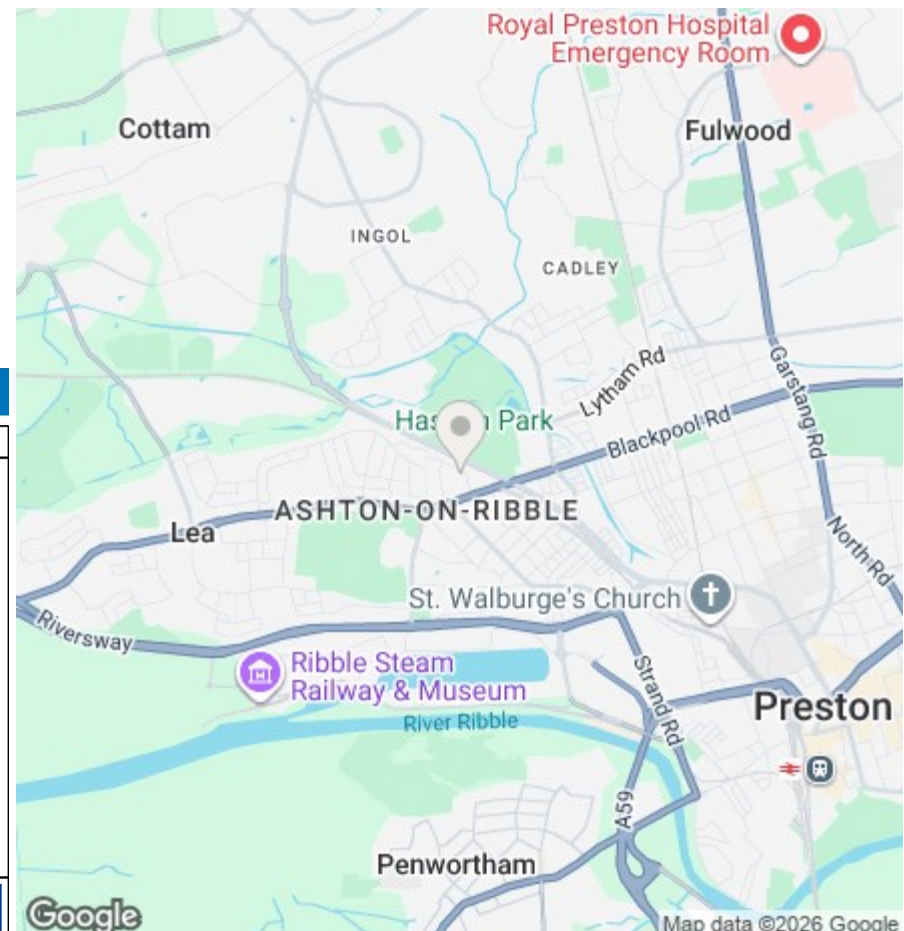 Royal Preston Hospital
Emergency Room
Cottam
Fulwood
INGOL
CADLEY
Lytham Rd
Garstang Rd
Park
Blackpool Rd
ASHTON-ON-RIBBLE
Lea
North Rd
St. Walburge's Church
Riversway
Ribble Steam
Railway & Museum
Strand Rd
Preston
River Ribble
A59
Penwortham
Google
Map data ©2026 Google